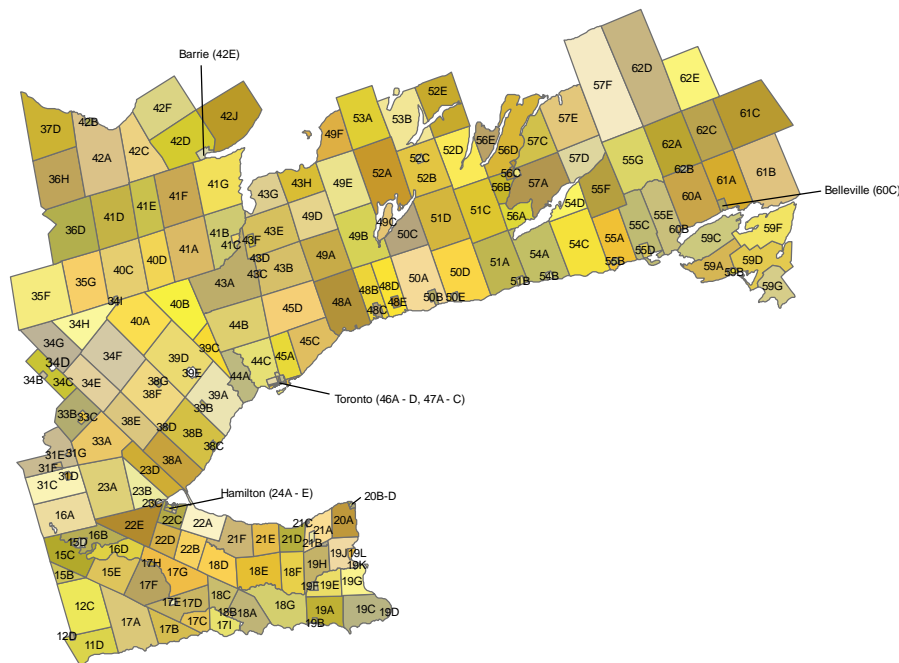 Barrie (42E)
57F
62D
62E
52E
42F
42J
53A
53B
61C
37D
42B
49F
57E
62C
42D
56E
56D
57C
62A
42A
42C
52D
52C
57D
55G
62B
61B
36H
41G
43G
43H
49E
52A
52B
56C
56B
57A
61A
41F
55F
60A
Belleville (60C)
41E
54D
36D
41D
49D
49C
51D
51C
56A
55E
41B
43E
50C
55C
60B
59F
43F
49B
55A
59C
41C
41A
54C
55D
40D
43D
49A
54A
59D
40C
43C
43B
51A
55B
59A
59B
35G
43A
50A
50D
51B
54B
59G
35F
48B
48D
34I
40B
48A
48E
50B
50E
48C
45D
34H
40A
44B
34G
45C
34F
39D
39C
44C
45A
34D
39E
44A
34B
34C
34E
38G
38F
39A
Toronto (46A - D, 47A - C)
33B
33C
39B
38E
38D
38B
33A
38C
31E
31G
38A
31F
31D
23D
31C
23A
23B
Hamilton (24A - E)
20B-D
23C
16A
22C
22A
20A
22E
21C
21A
16B
15D
22D
21F
21E
21D
21B
16D
22B
19J
19L
15C
17H
18D
19H
19K
15E
17G
18E
18F
15B
17F
19F
19E
19G
12C
17E
17D
18C
18G
18B
18A
19A
19C
19D
17A
17C
17I
19B
12D
11D
17B